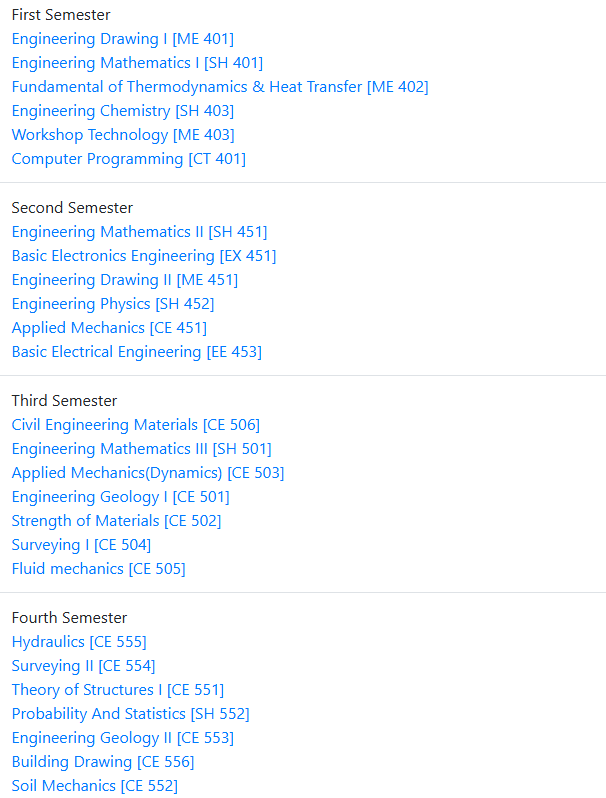 First Semester
Engineering Drawing I [ME 401]
Engineering Mathematics I [SH 401]
Fundamental of Thermodynamics & Heat Transfer [ME 402]
Engineering Chemistry [SH 403]
Workshop Technology [ME 403]
Computer Programming [CT 401]
Second Semester
Engineering Mathematics II [SH 451]
Basic Electronics Engineering [EX 451]
Engineering Drawing II [ME 451]
Engineering Physics [SH 452]
Applied Mechanics [CE 451]
Basic Electrical Engineering [EE 453]
Third Semester
Civil Engineering Materials [CE 506]
Engineering Mathematics III [SH 501]
Applied Mechanics(Dynamics) [CE 503]
Engineering Geology I [CE 501]
Strength of Materials [CE 502]
Surveying I [CE 504]
Fluid mechanics [CE 505]
Fourth Semester
Hydraulics [CE 555]
Surveying II [CE 554]
Theory of Structures I [CE 551]
Probability And Statistics [SH 552]
Engineering Geology II [CE 553]
Building Drawing [CE 556]
Soil Mechanics [CE 552]